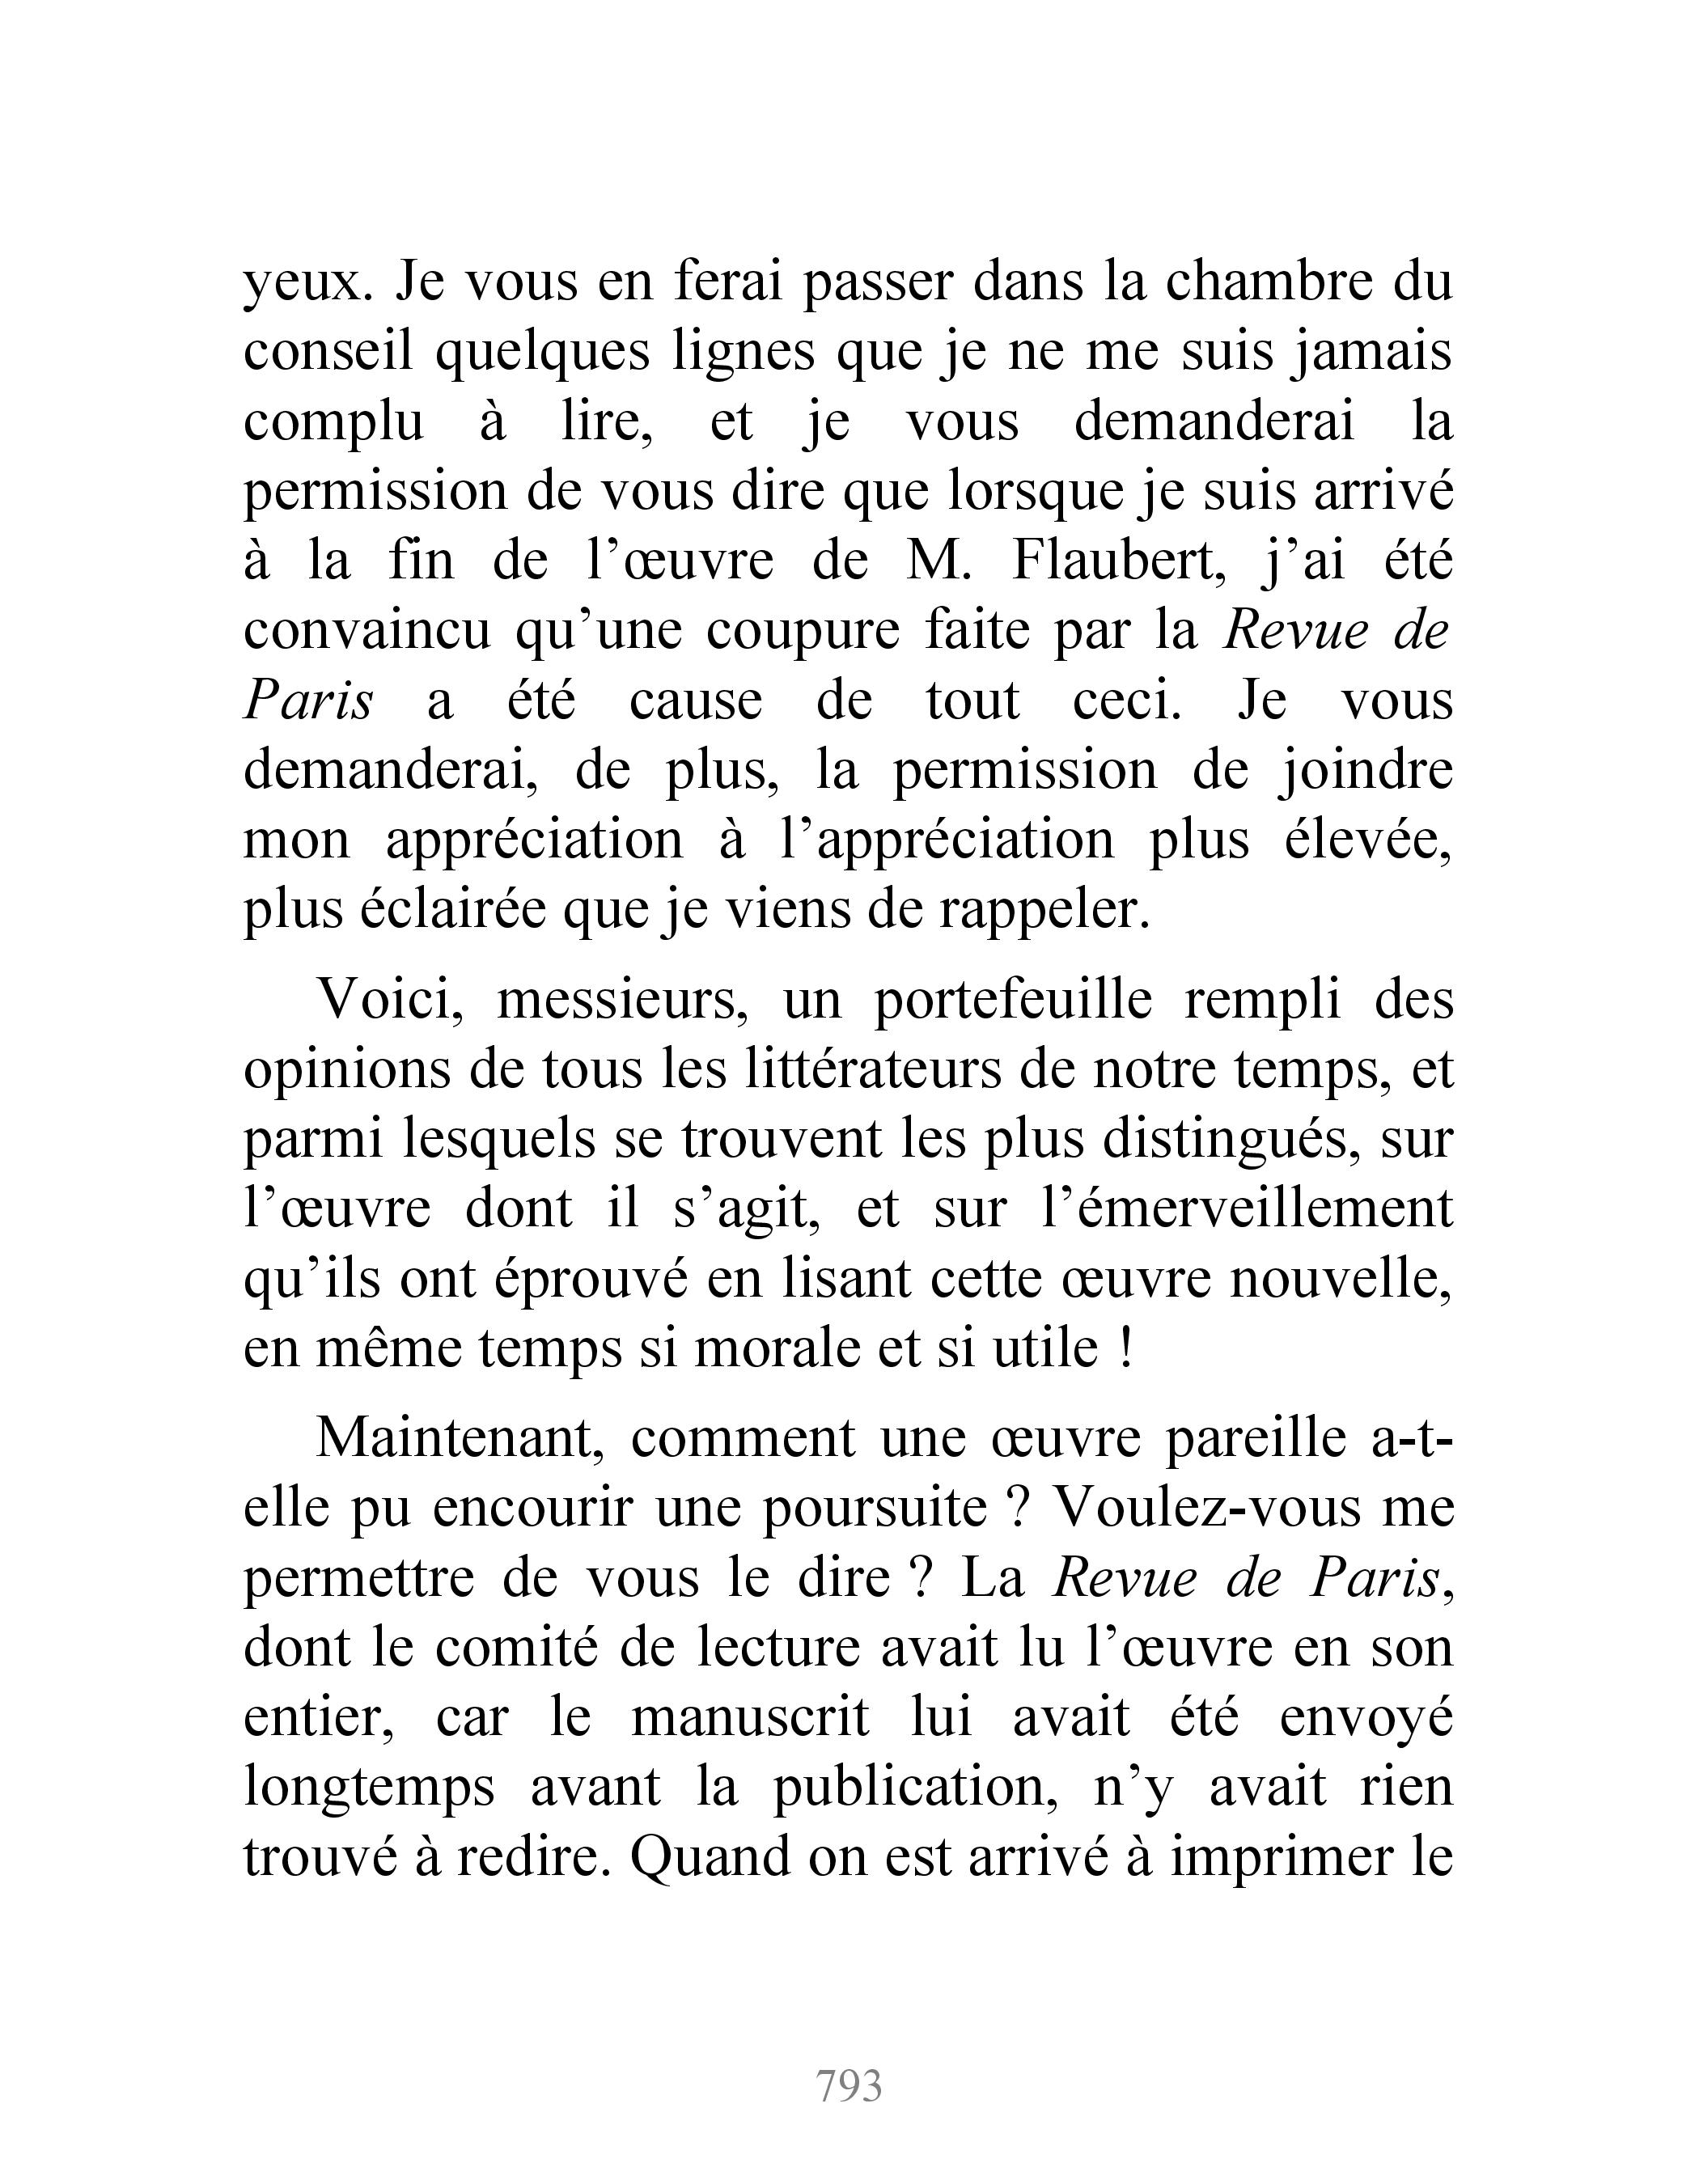 yeux. Je vous en ferai passer dans la chambre du
conseil quelques lignes que je ne me suis jamais
complu à lire, et je vous demanderai la
permission de vous dire que lorsque je suis arrivé
à la fin de l’œuvre de M. Flaubert, j’ai été
convaincu qu’une coupure faite par la Revue de
Paris a été cause de tout ceci. Je vous
demanderai, de plus, la permission de joindre
mon appréciation à l’appréciation plus élevée,
plus éclairée que je viens de rappeler.
Voici, messieurs, un portefeuille rempli des
opinions de tous les littérateurs de notre temps, et
parmi lesquels se trouvent les plus distingués, sur
l’œuvre dont il s’agit, et sur l’émerveillement
qu’ils ont éprouvé en lisant cette œuvre nouvelle,
en même temps si morale et si utile !
Maintenant, comment une œuvre pareille a-t-
elle pu encourir une poursuite ? Voulez-vous me
permettre de vous le dire ? La Revue de Paris,
dont le comité de lecture avait lu l’œuvre en son
entier, car le manuscrit lui avait été envoyé
longtemps avant la publication, n’y avait rien
trouvé à redire. Quand on est arrivé à imprimer le
793